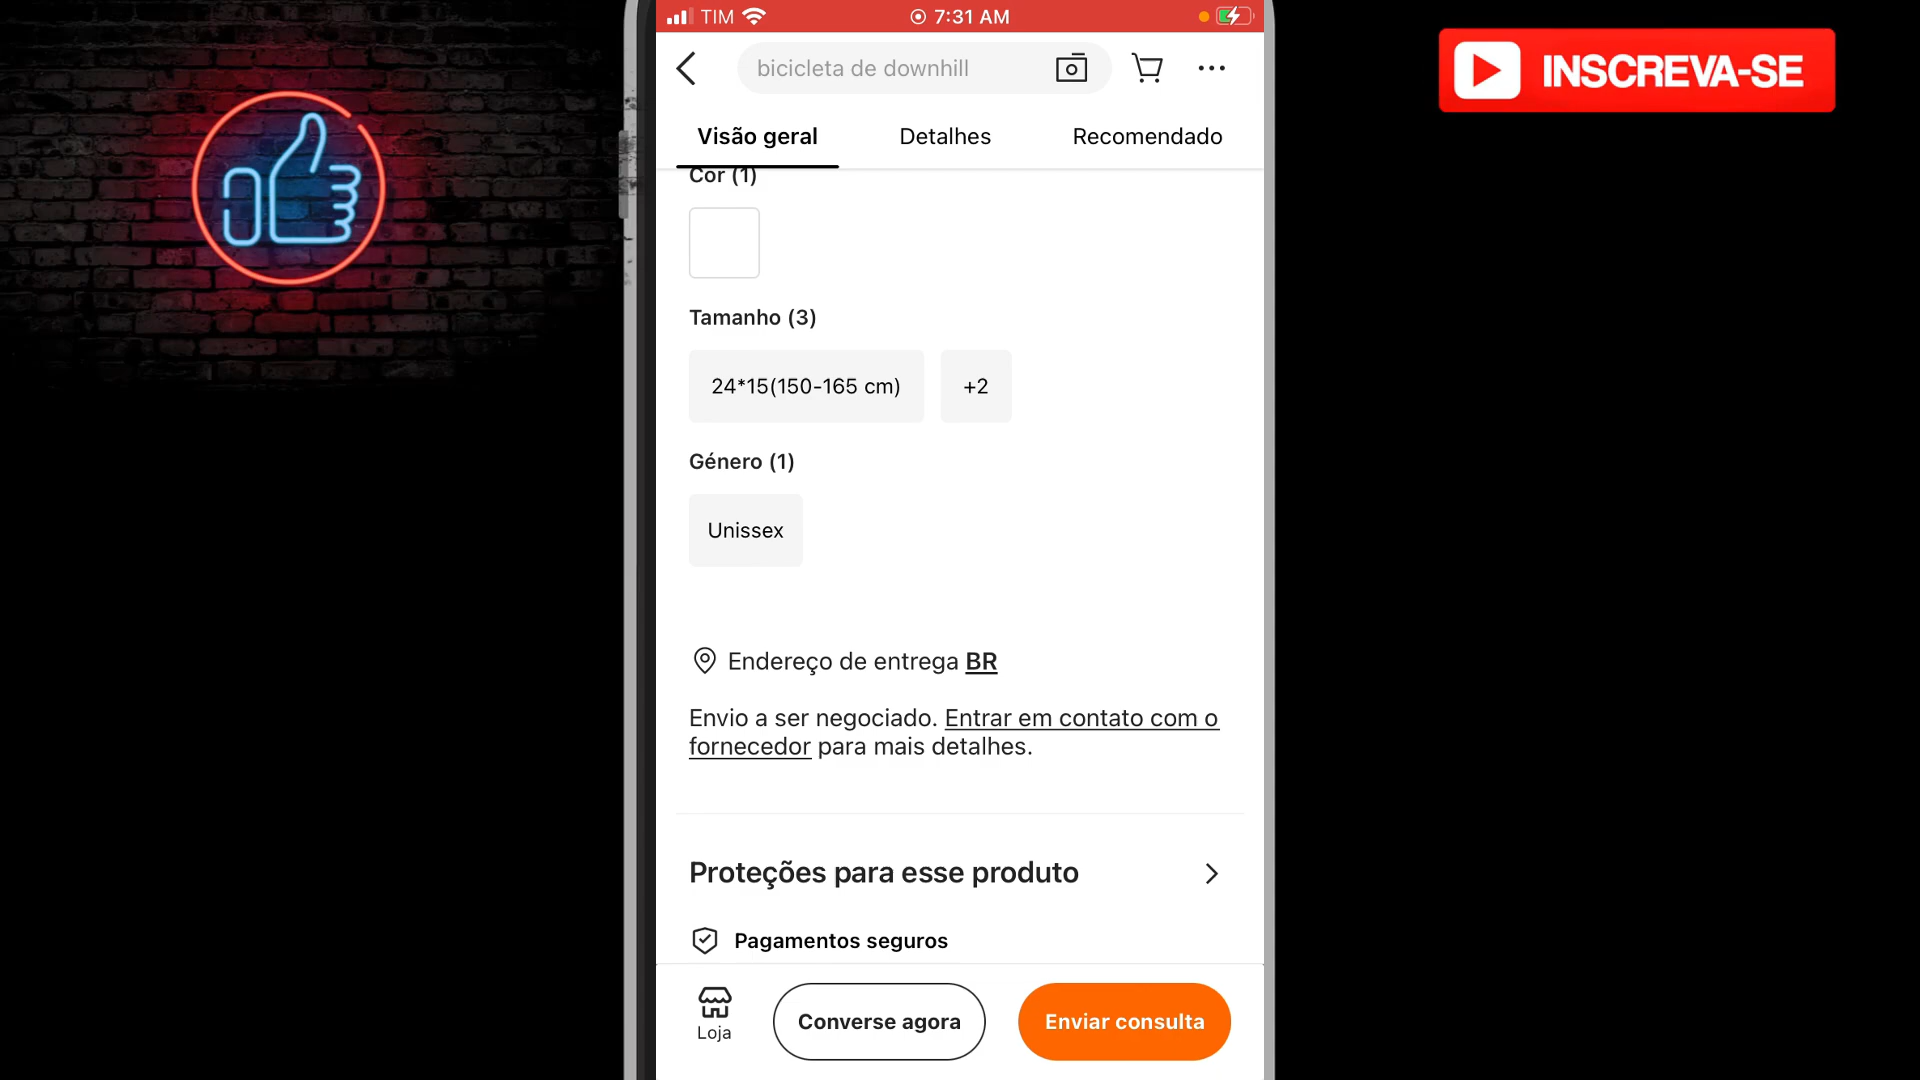 TIM
7:31 AM
INSCREVA-SE
bicicleta de downhill
Visão geral
Detalhes
Recomendado
Cor (1)
Tamanho (3)
24*15(150-165 cm)
+2
Género (1)
Unissex
Endereço de entrega BR
Envio a ser negociado. Entrar em contato com o
fornecedor para mais detalhes.
Proteções para esse produto
Pagamentos seguros
Loja
Converse agora
Enviar consulta